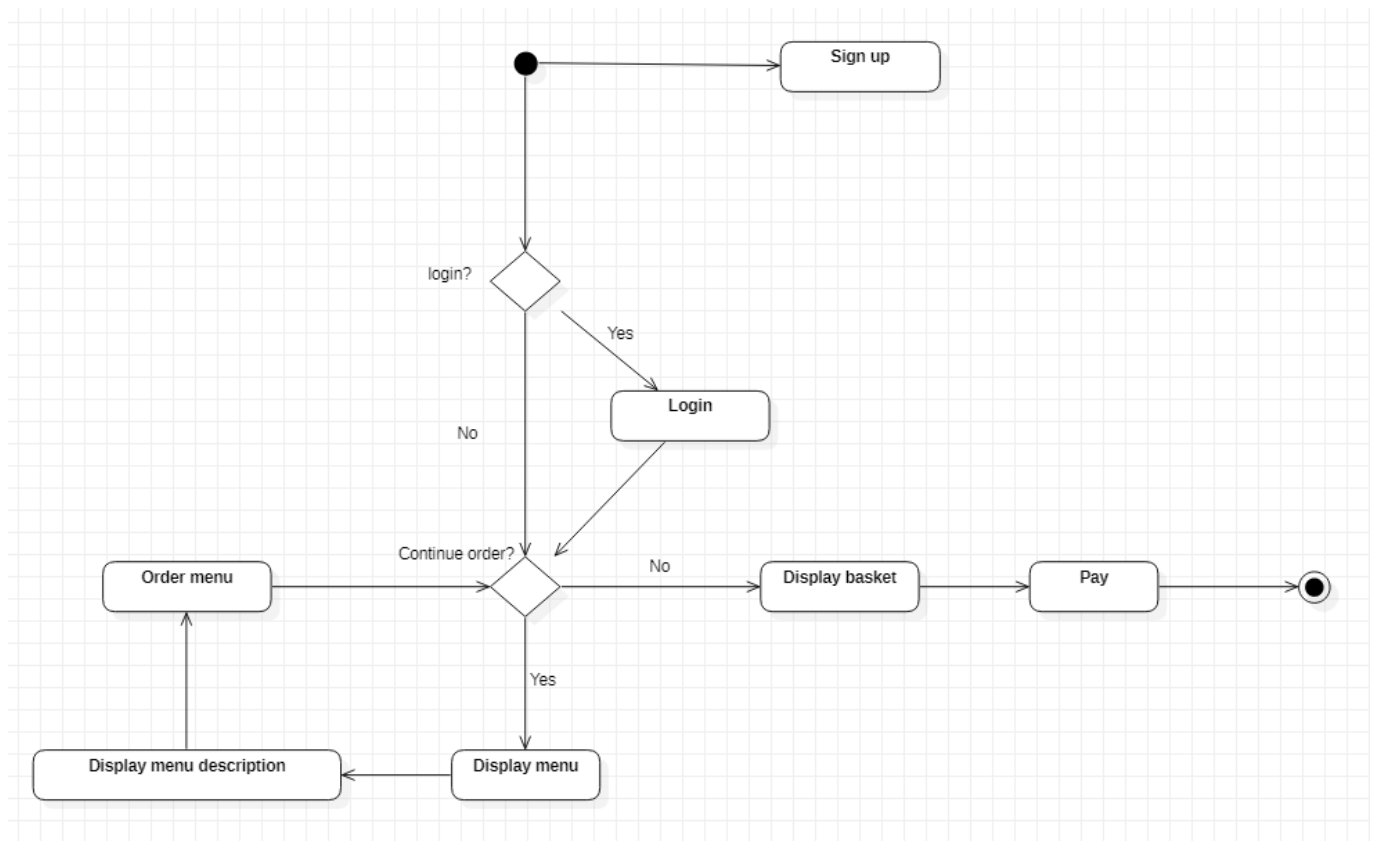 Sign up
login?
Yes
Login
No
Continue order?
No
Order menu
Display basket
Pay
Yes
Display menu description
Display menu